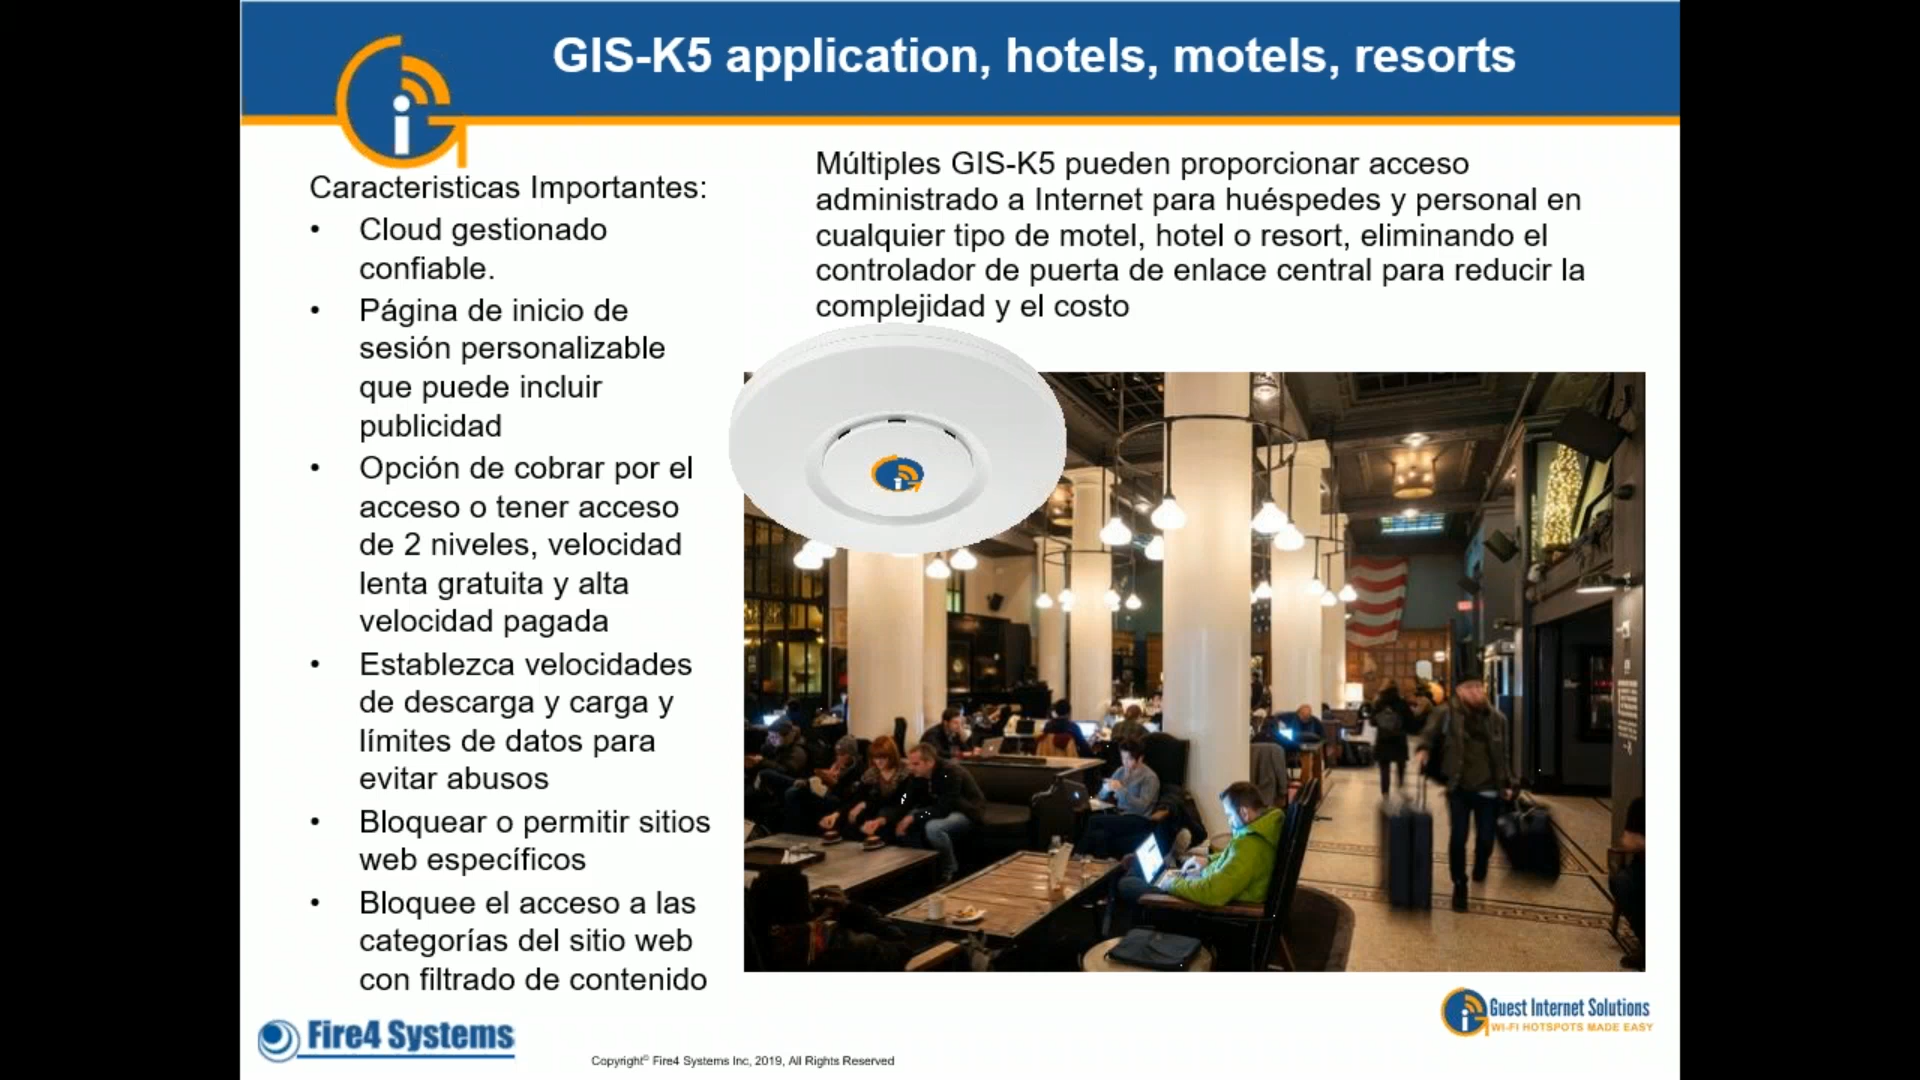 GIS-K5 application, hotels, motels, resorts
Caracteristicas Importantes:
• Cloud gestionado
confiable.
• Página de inicio de
sesión personalizable
que puede incluir
publicidad
• Opción de cobrar por el
acceso o tener acceso
de 2 niveles, velocidad
lenta gratuita y alta
velocidad pagada
• Establezca velocidades
de descarga y carga y
límites de datos para
evitar abusos
• Bloquear o permitir sitios
web específicos
• Bloquee el acceso a las
categorías del sitio web
con filtrado de contenido
Múltiples GIS-K5 pueden proporcionar acceso
administrado a Internet para huéspedes y personal en
cualquier tipo de motel, hotel o resort, eliminando el
controlador de puerta de enlace central para reducir la
complejidad y el costo
Fire4 Systems
Copyright© Fire4 Systems Inc, 2019, All Rights Reserved
Guest Internet Solutions
WI-FI HOTSPOTS MADE EASY